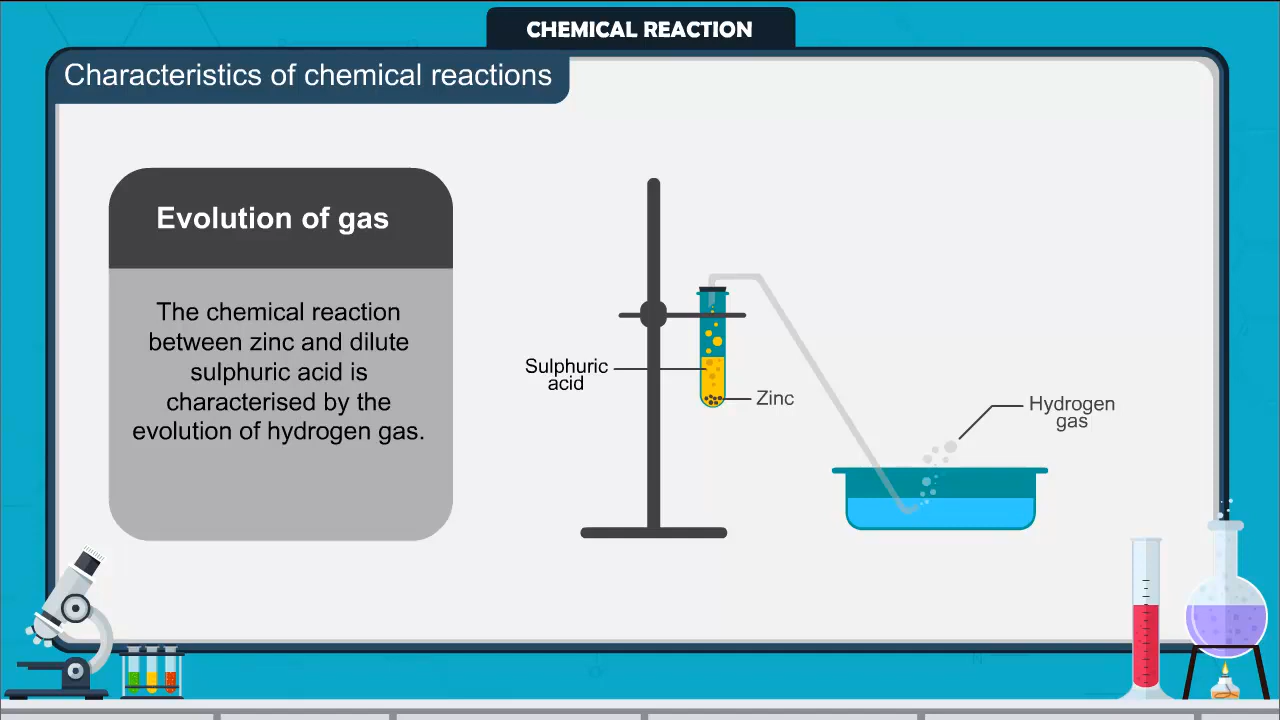 CHEMICAL REACTION
Characteristics of chemical reactions
Evolution of gas
The chemical reaction
between zinc and dilute
sulphuric acid is
characterised by the
evolution of hydrogen gas.
Sulphuric
acid
Zinc
Hydrogen
gas